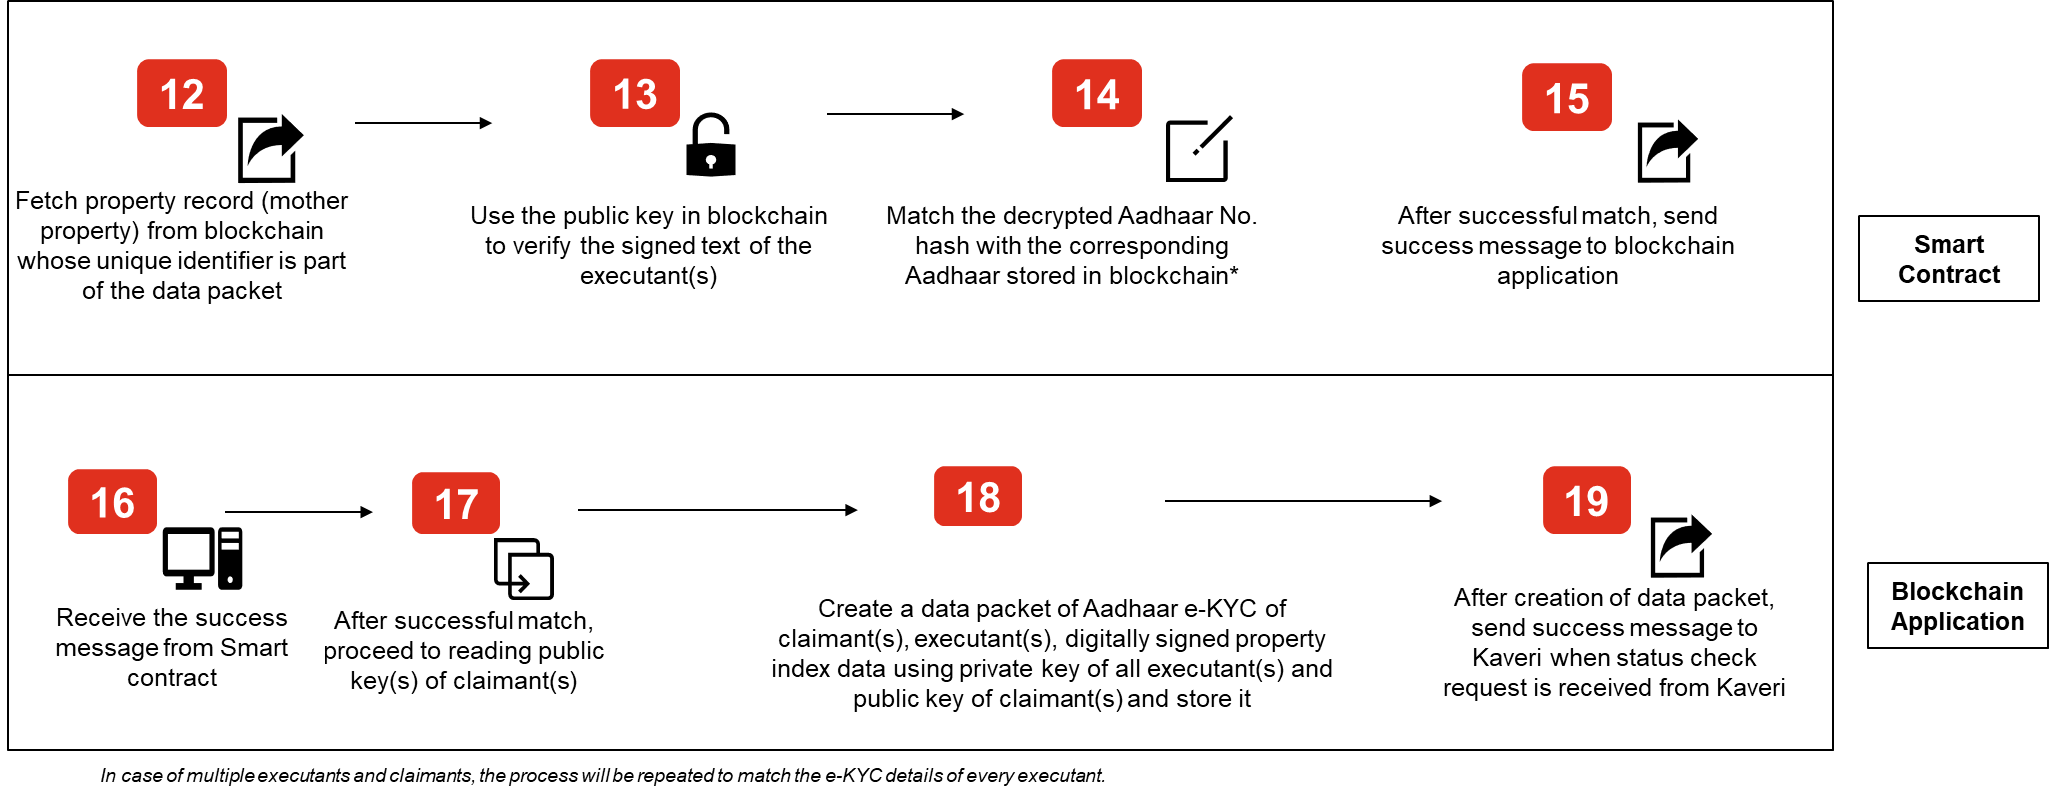 12
Fetch property record (mother
property) from blockchain
whose unique identifier is part
of the data packet
13
Use the public key in blockchain
to verify the signed text of the
executant(s)
14
Match the decrypted Aadhaar No.
hash with the corresponding
Aadhaar stored in blockchain*
15
After successful match, send
success message to blockchain
application
Smart
Contract
16
Receive the success
message from Smart
contract
17
After successful match,
proceed to reading public
key(s) of claimant(s)
18
Create a data packet of Aadhaar e-KYC of
claimant(s), executant(s), digitally signed property
index data using private key of all executant(s) and
public key of claimant(s) and store it
19
After creation of data packet,
send success message to
Kaveri when status check
request is received from Kaveri
Blockchain
Application
In case of multiple executants and claimants, the process will be repeated to match the e-KYC details of every executant.